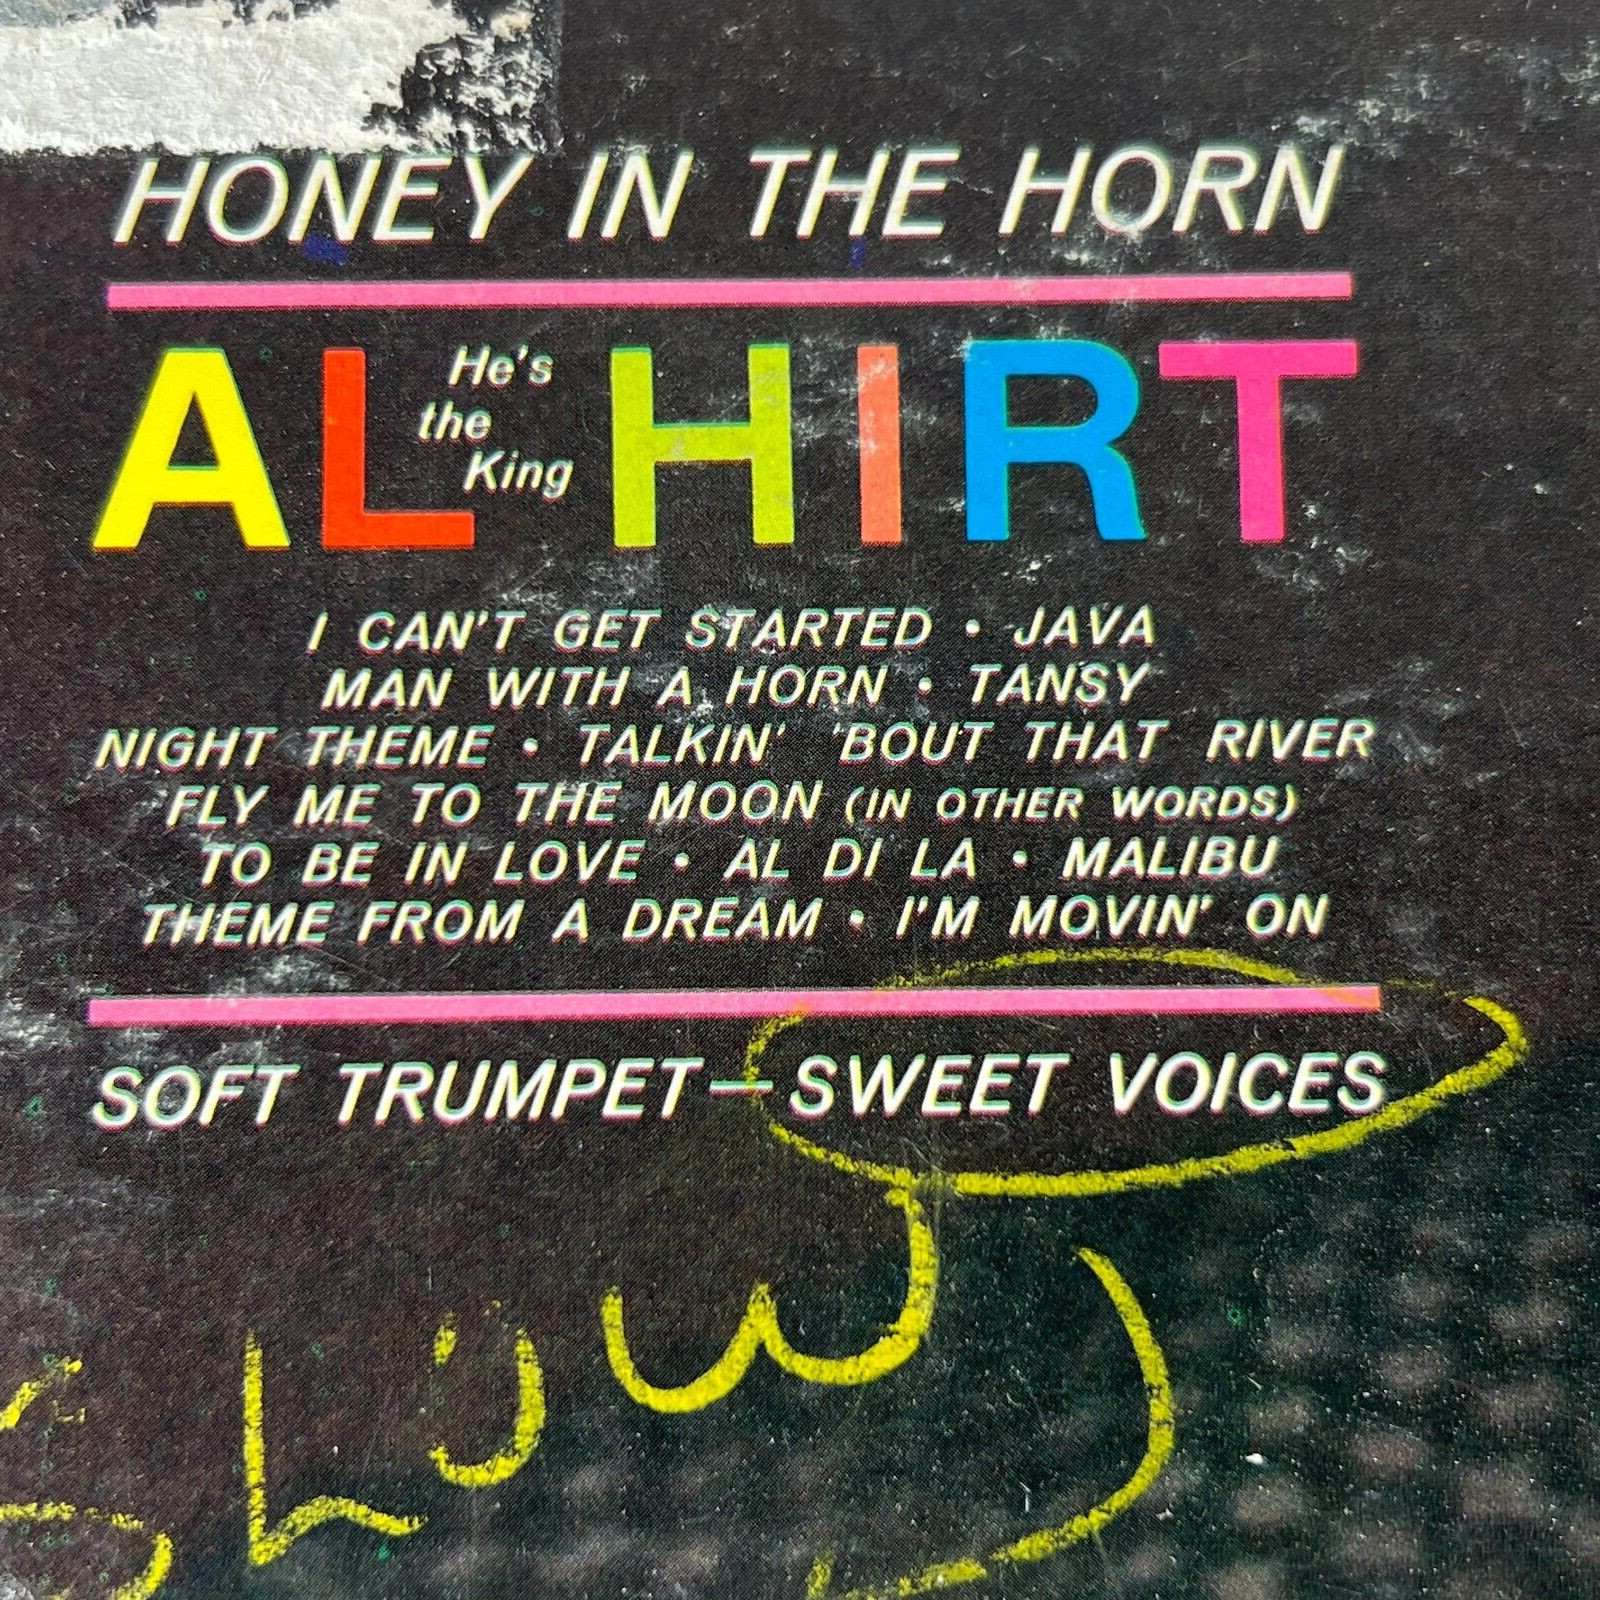 HONEY IN THE HORN
AL He's the King HIRT
I CAN'T GET STARTED • JAVA
MAN WITH A HORN • TANSY
NIGHT THEME • TALKIN' 'BOUT THAT RIVER
FLY ME TO THE MOON (IN OTHER WORDS)
TO BE IN LOVE • AL DI LA • MALIBU
THEME FROM A DREAM • I'M MOVIN' ON
SOFT TRUMPET—SWEET VOICES
Show